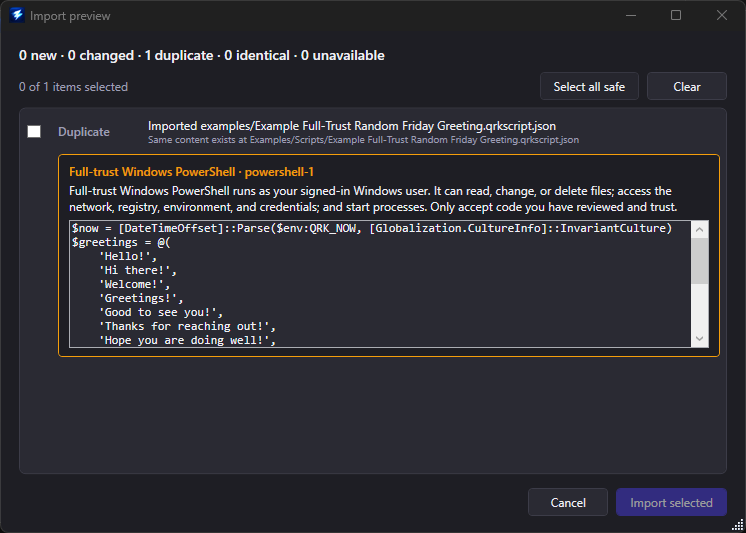 Import preview
0 new · 0 changed · 1 duplicate · 0 identical · 0 unavailable
0 of 1 items selected
Select all safe
Clear
Duplicate
Imported examples/Example Full-Trust Random Friday Greeting.qrkscript.json
Same content exists at Examples/Scripts/Example Full-Trust Random Friday Greeting.qrkscript.json
Full-trust Windows PowerShell · powershell-1
Full-trust Windows PowerShell runs as your signed-in Windows user. It can read, change, or delete files; access the
network, registry, environment, and credentials; and start processes. Only accept code you have reviewed and trust.
$now = [DateTimeOffset]::Parse($env:QRK_NOW, [Globalization.CultureInfo]::InvariantCulture)
$greetings = @(
    'Hello!',
    'Hi there!',
    'Welcome!',
    'Greetings!',
    'Good to see you!',
    'Thanks for reaching out!',
    'Hope you are doing well!',
Cancel
Import selected